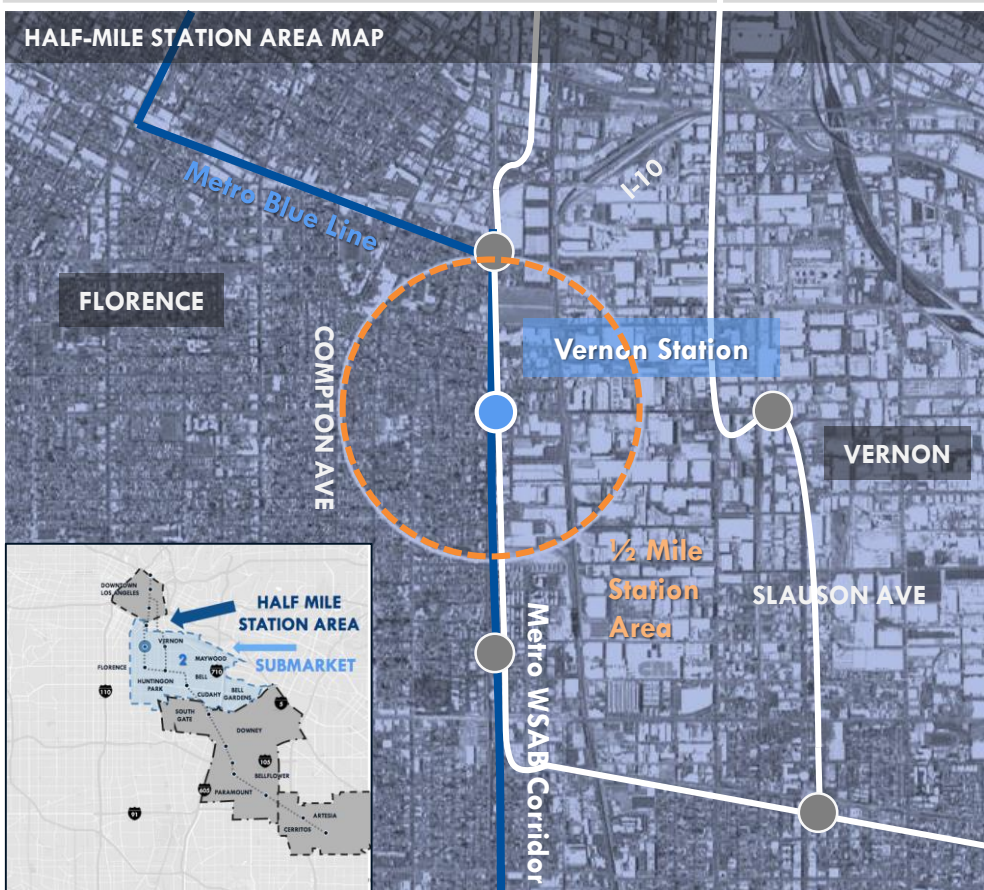 HALF-MILE STATION AREA MAP
Metro Blue Line
I-10
FLORENCE
COMPTON AVE
Vernon Station
VERNON
½ Mile
Station
Area
SLAUSON AVE
Metro WSAB Corridor
DOWNTOWN
LOS ANGELES
HALF MILE
STATION AREA
VERNON
SUBMARKET
FLORENCE
2
MAYWOOD
710
BELL
HUNTINGON
PARK
110
CUDAHY
BELL
GARDENS
5
SOUTH
GATE
DOWNEY
105
BELLFLOWER
605
PARAMOUNT
91
ARTESIA
CERRITOS